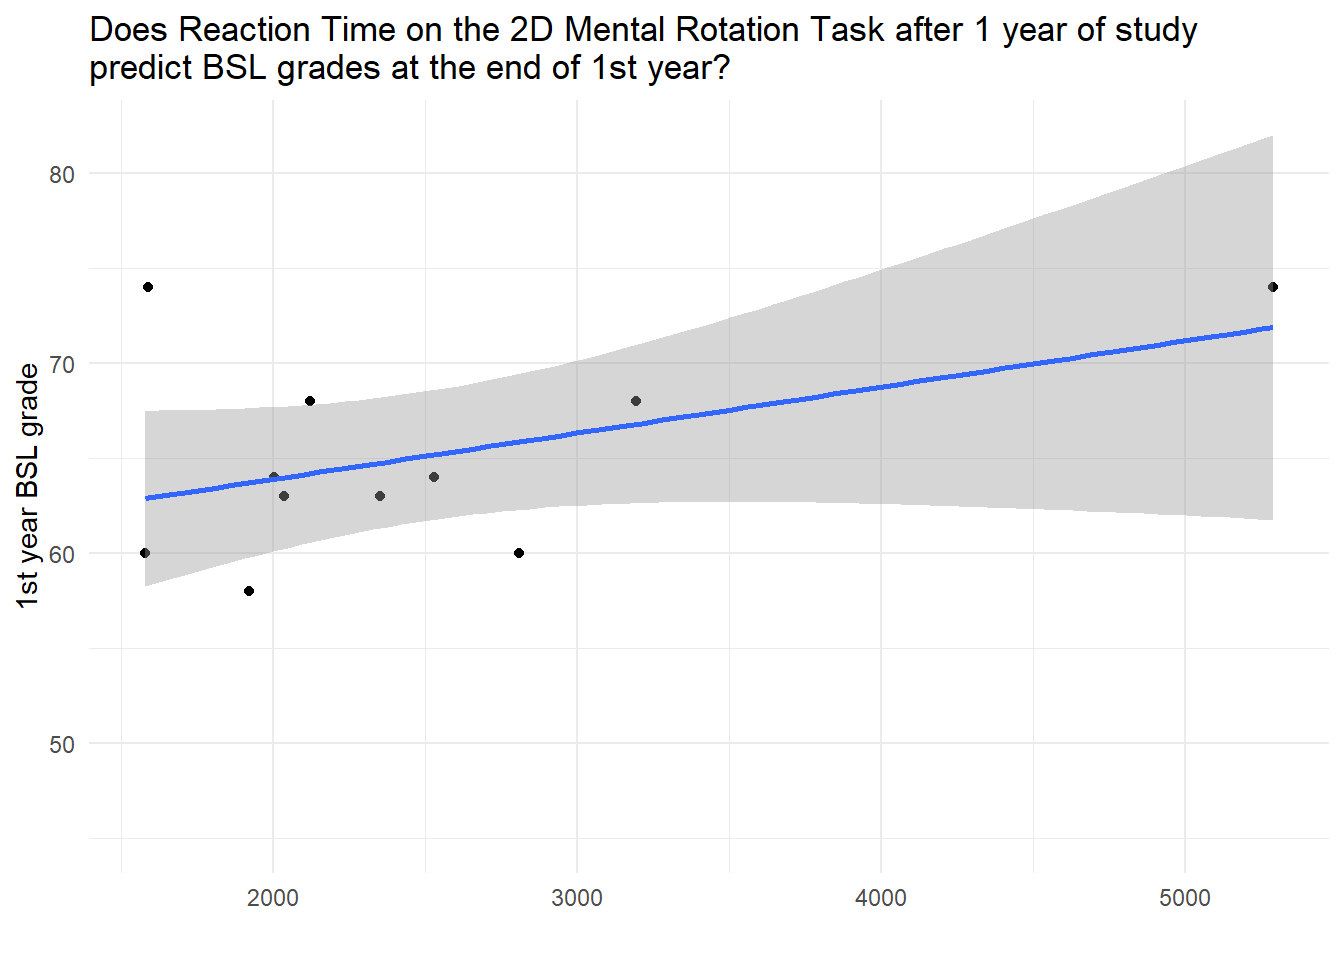 Does Reaction Time on the 2D Mental Rotation Task after 1 year of study
predict BSL grades at the end of 1st year?
1st year BSL grade
80
70
60
50
2000
3000
4000
5000